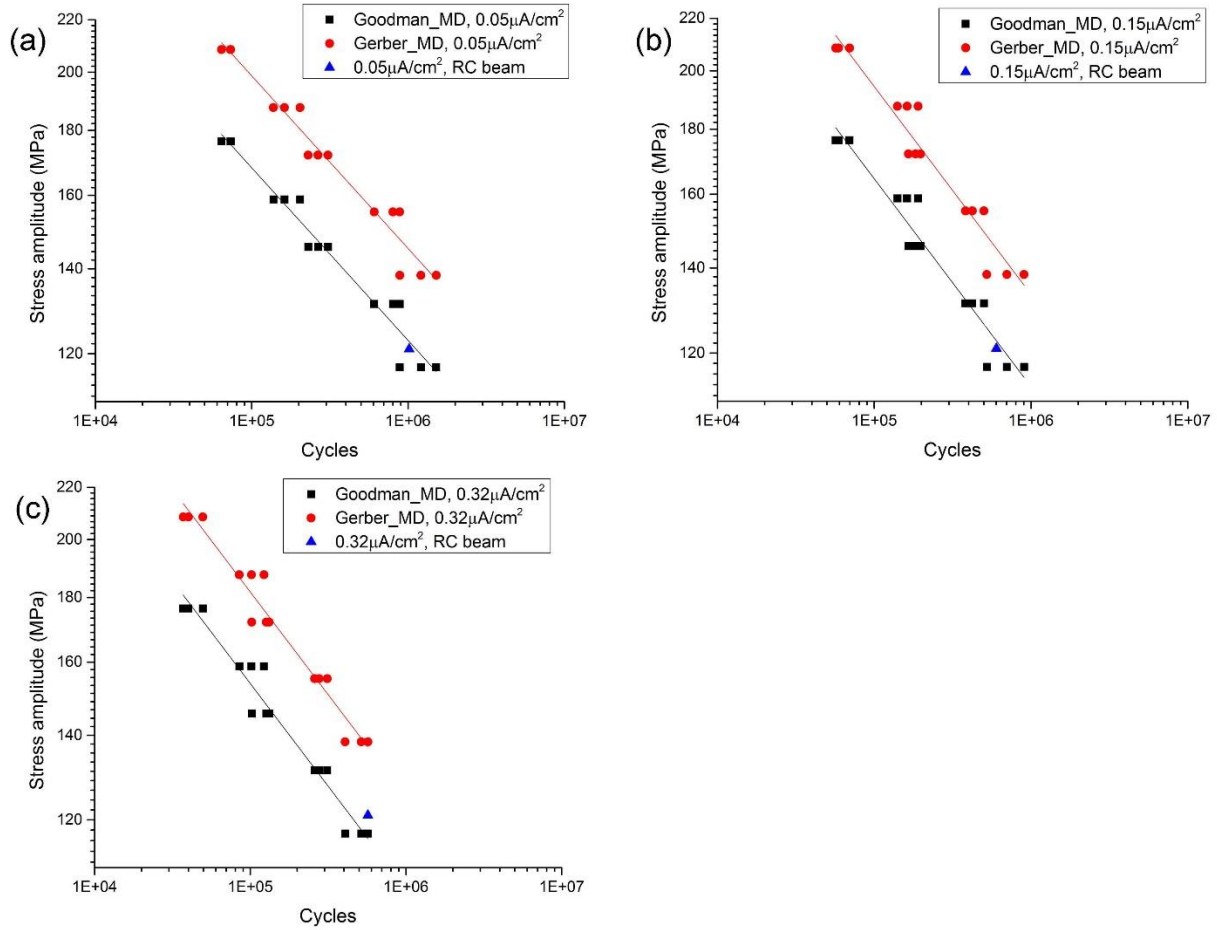 (a)
Goodman_MD, 0.05μA/cm²
Gerber_MD, 0.05μA/cm²
0.05μA/cm², RC beam
220
200
180
160
140
120
Stress amplitude (MPa)
1E+04
1E+05
1E+06
1E+07
Cycles
(b)
Goodman_MD, 0.15μA/cm²
Gerber_MD, 0.15μA/cm²
0.15μA/cm², RC beam
220
200
180
160
140
120
Stress amplitude (MPa)
1E+04
1E+05
1E+06
1E+07
Cycles
(c)
Goodman_MD, 0.32μA/cm²
Gerber_MD, 0.32μA/cm²
0.32μA/cm², RC beam
220
200
180
160
140
120
Stress amplitude (MPa)
1E+04
1E+05
1E+06
1E+07
Cycles